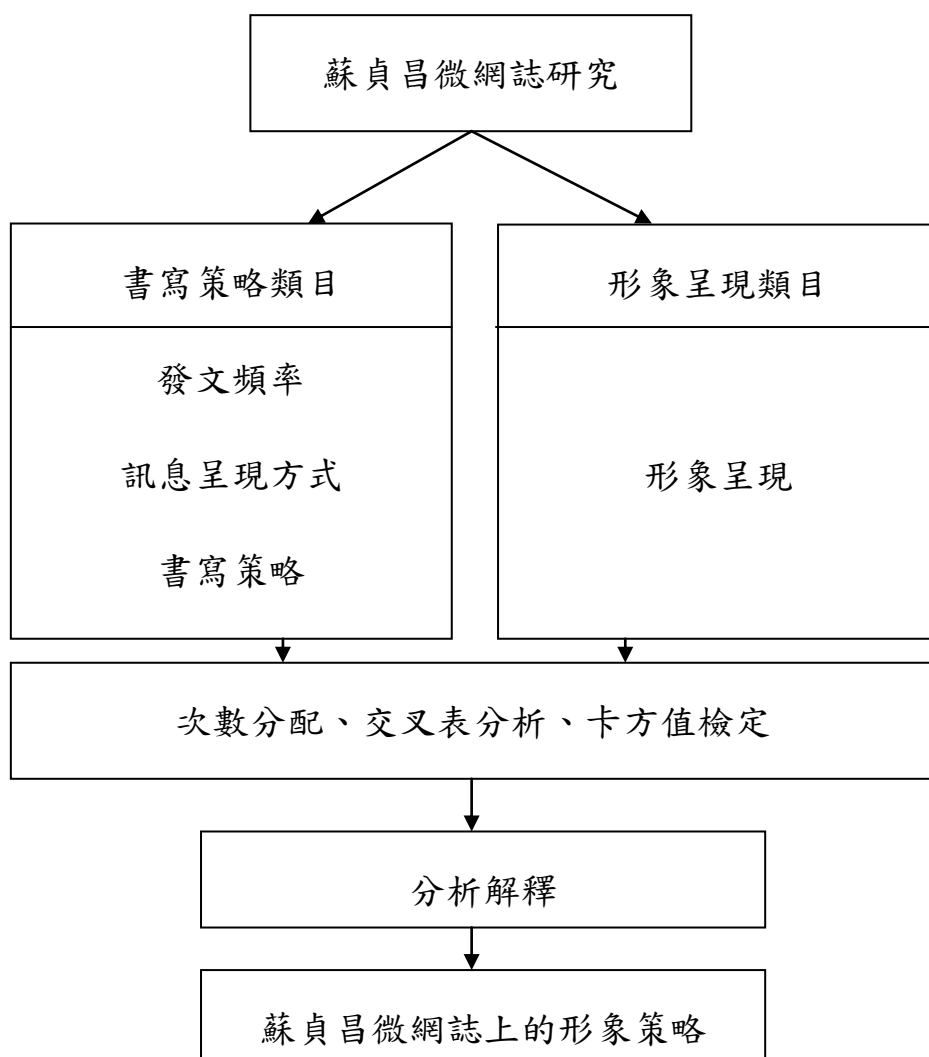 蘇貞昌微網誌研究
書寫策略類目
發文頻率
訊息呈現方式
書寫策略
形象呈現類目
形象呈現
次數分配、交叉表分析、卡方值檢定
分析解釋
蘇貞昌微網誌上的形象策略